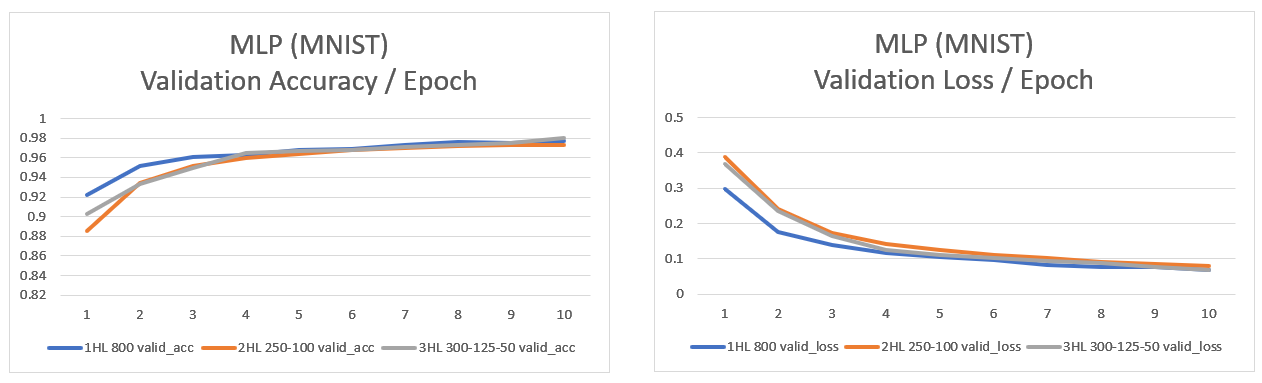 MLP (MNIST)
Validation Accuracy / Epoch
1
0.98
0.96
0.94
0.92
0.9
0.88
0.86
0.84
0.82
1 2 3 4 5 6 7 8 9 10
1HL 800 valid_acc 2HL 250-100 valid_acc 3HL 300-125-50 valid_acc
MLP (MNIST)
Validation Loss / Epoch
0.5
0.4
0.3
0.2
0.1
0
1 2 3 4 5 6 7 8 9 10
1HL 800 valid_loss 2HL 250-100 valid_loss 3HL 300-125-50 valid_loss